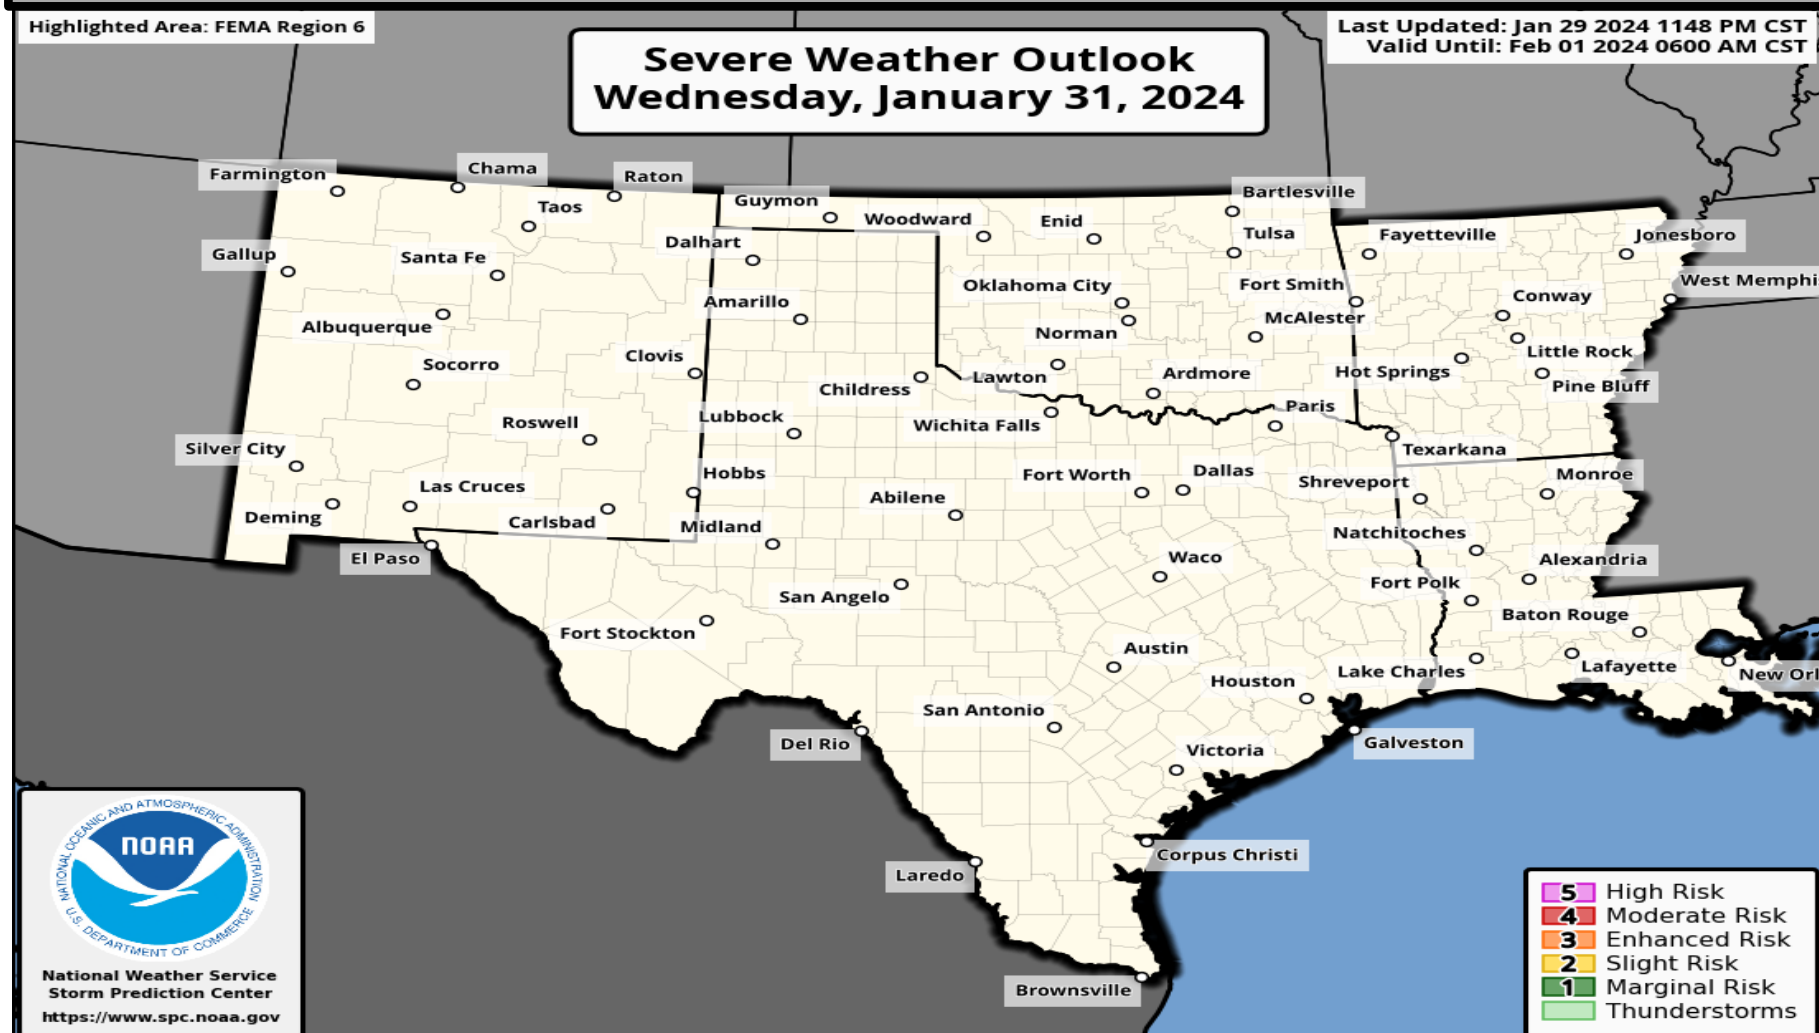 Highlighted Area: FEMA Region 6
Severe Weather Outlook
Wednesday, January 31, 2024
Last Updated: Jan 29 2024 1148 PM CST
Valid Until: Feb 01 2024 0600 AM CST
Farmington
Chama
Raton
Taos
Guymon
Woodward
Enid
Bartlesville
Tulsa
Fayetteville
Jonesboro
Gallup
Santa Fe
Dalhart
Oklahoma City
Fort Smith
Conway
West Memphi
Albuquerque
Amarillo
Norman
McAlester
Little Rock
Socorro
Clovis
Childress
Lawton
Ardmore
Hot Springs
Pine Bluff
Roswell
Lubbock
Wichita Falls
Paris
Texarkana
Silver City
Las Cruces
Hobbs
Abilene
Fort Worth
Dallas
Shreveport
Monroe
Deming
Carlsbad
Midland
Natchitoches
El Paso
San Angelo
Waco
Fort Polk
Alexandria
Fort Stockton
Austin
Baton Rouge
Houston
Lake Charles
Lafayette
New Orl
San Antonio
Del Rio
Victoria
Galveston
Laredo
Corpus Christi
Brownsville
NATIONAL OCEANIC AND ATMOSPHERIC ADMINISTRATION
NOAA
U.S. DEPARTMENT OF COMMERCE
National Weather Service
Storm Prediction Center
https://www.spc.noaa.gov
5 High Risk
4 Moderate Risk
3 Enhanced Risk
2 Slight Risk
1 Marginal Risk
Thunderstorms